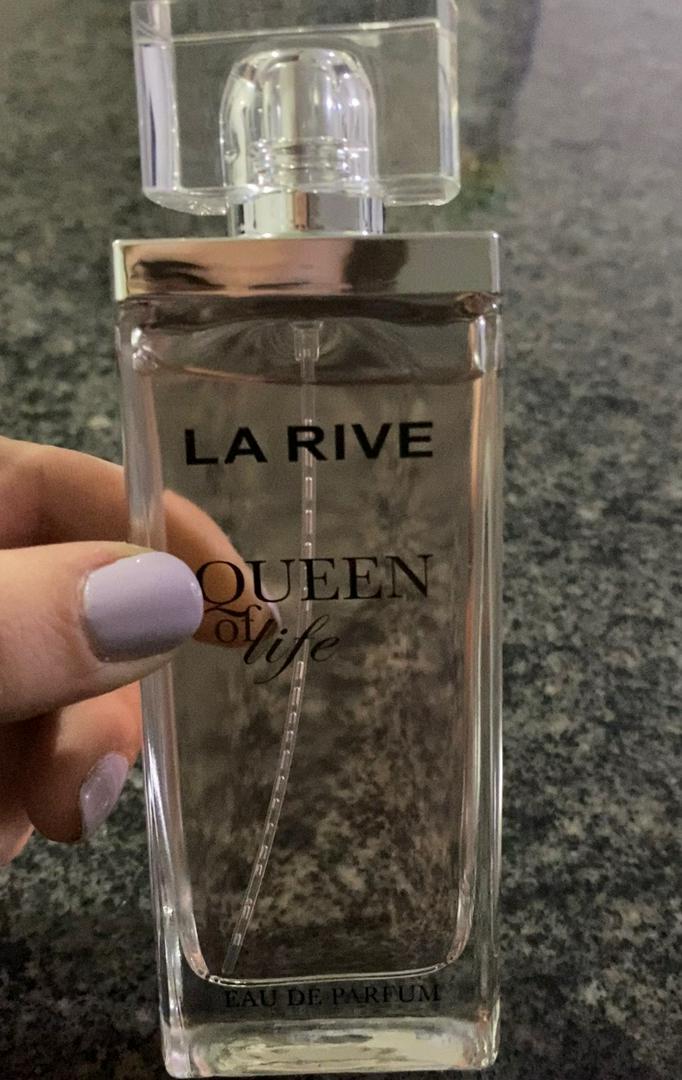 LA RIVE
QUEEN
of life
EAU DE PARFUM